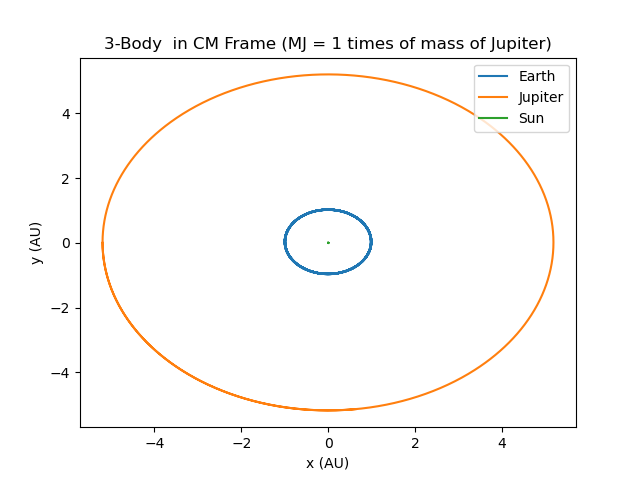 3-Body  in CM Frame (MJ = 1 times of mass of Jupiter)
Earth
Jupiter
Sun
4
2
0
−2
−4
y (AU)
−4
−2
0
2
4
x (AU)